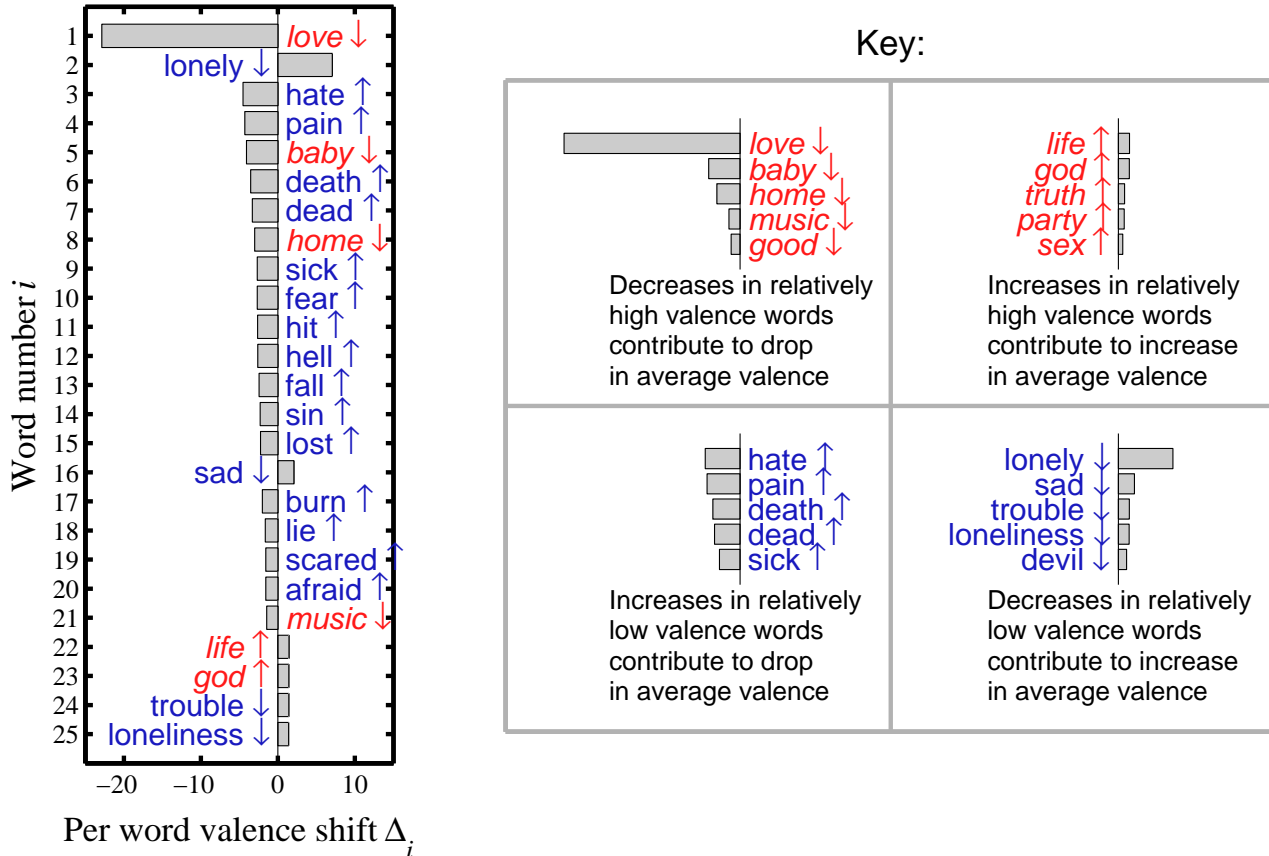 1
love ↓
2
lonely ↓
3
hate ↑
4
pain ↑
5
baby ↓
6
death ↑
7
dead ↑
8
home ↓
9
sick ↑
10
fear ↑
11
hit ↑
12
hell ↑
13
fall ↑
14
sin ↑
15
lost ↑
16
sad ↓
17
burn ↑
18
lie ↑
19
scared ↑
20
afraid ↑
21
music ↓
22
life ↑
23
god ↑
24
trouble ↓
25
loneliness ↓
Word number i
−20 −10 0 10
Per word valence shift Δi
Key:
love ↓
baby ↓
home ↓
music ↓
good ↓
Decreases in relatively
high valence words
contribute to drop
in average valence
life ↑
god ↑
truth ↑
party ↑
sex ↑
Increases in relatively
high valence words
contribute to increase
in average valence
hate ↑
pain ↑
death ↑
dead ↑
sick ↑
Increases in relatively
low valence words
contribute to drop
in average valence
lonely ↓
sad ↓
trouble ↓
loneliness ↓
devil ↓
Decreases in relatively
low valence words
contribute to increase
in average valence